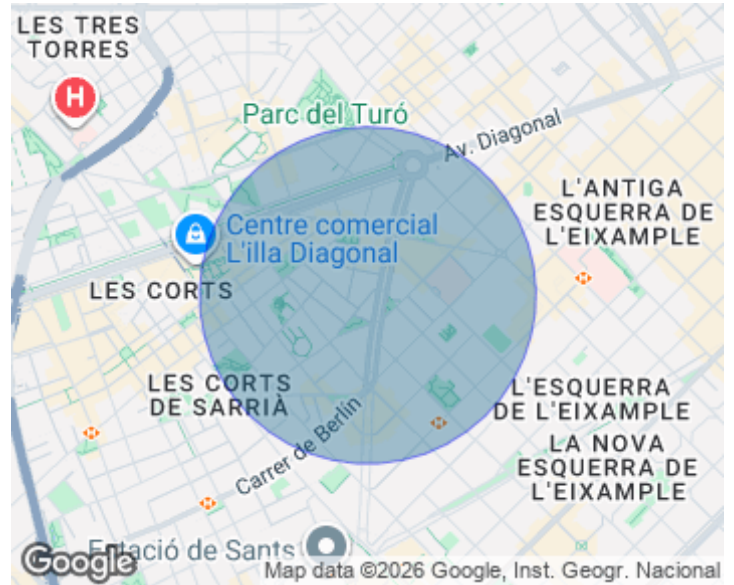 LES TRES
TORRES
H
Parc del Turó
Av. Diagonal
L'ANTIGA
ESQUERRA DE
L'EIXAMPLE
Centre comercial
L'illa Diagonal
LES CORTS
LES CORTS
DE SARRIÀ
L'ESQUERRA
DE L'EIXAMPLE
Carrer de Berlín
LA NOVA
ESQUERRA DE
L'EIXAMPLE
Estació de Sants
Google
Map data ©2026 Google, Inst. Geogr. Nacional